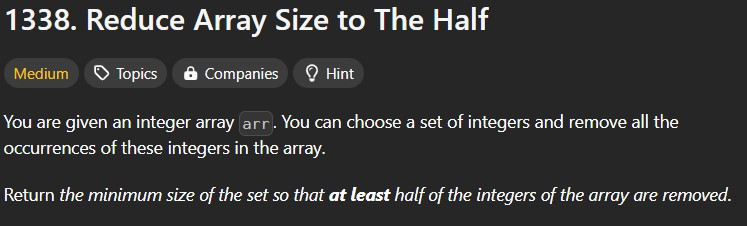 1338. Reduce Array Size to The Half
Medium Topics Companies Hint
You are given an integer array arr. You can choose a set of integers and remove all the
occurrences of these integers in the array.
Return the minimum size of the set so that at least half of the integers of the array are removed.